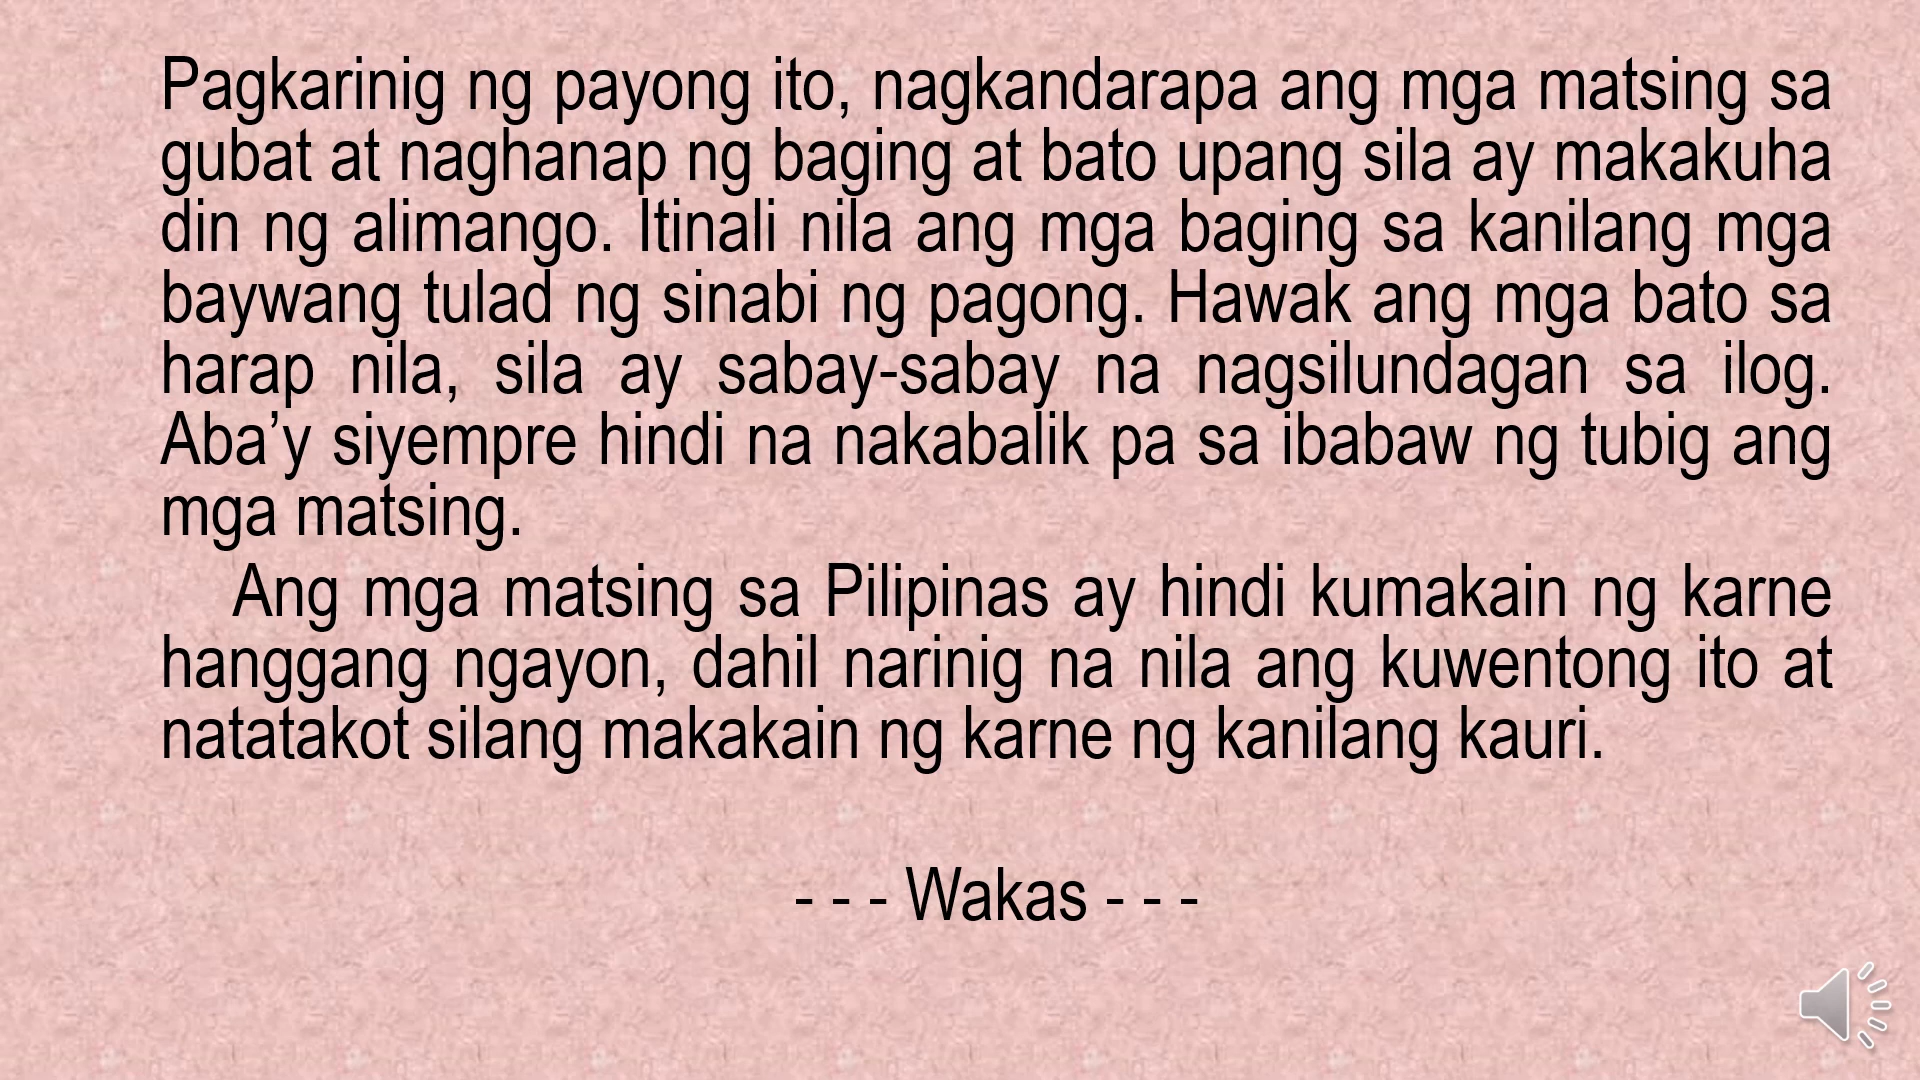 Pagkarinig ng payong ito, nagkandarapa ang mga matsing sa
gubat at naghanap ng baging at bato upang sila ay makakuha
din ng alimango. Itinali nila ang mga baging sa kanilang mga
baywang tulad ng sinabi ng pagong. Hawak ang mga bato sa
harap nila, sila ay sabay-sabay na nagsilundagan sa ilog.
Aba’y siyempre hindi na nakabalik pa sa ibabaw ng tubig ang
mga matsing.
Ang mga matsing sa Pilipinas ay hindi kumakain ng karne
hanggang ngayon, dahil narinig na nila ang kuwentong ito at
natatakot silang makakain ng karne ng kanilang kauri.
- - - Wakas - - -